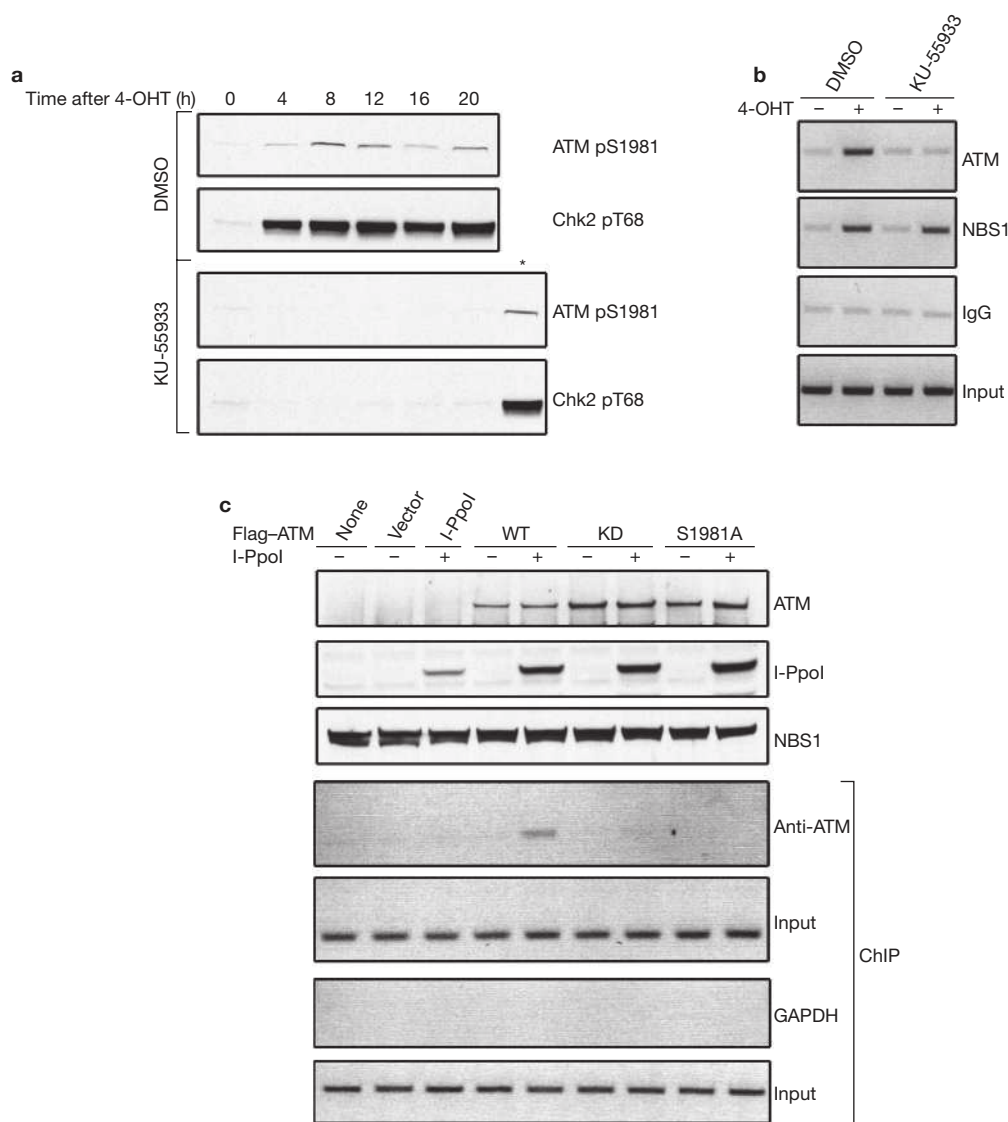 a
Time after 4-OHT (h) 0 4 8 12 16 20
DMSO
ATM pS1981
Chk2 pT68
*
KU-55933
ATM pS1981
Chk2 pT68
b
DMSO KU-55933
4-OHT – + – +
ATM
NBS1
IgG
Input
c
None Vector I-PpoI
Flag–ATM WT KD S1981A
I-PpoI – – + – + – + – +
ATM
I-PpoI
NBS1
Anti-ATM
Input
GAPDH
Input
ChIP